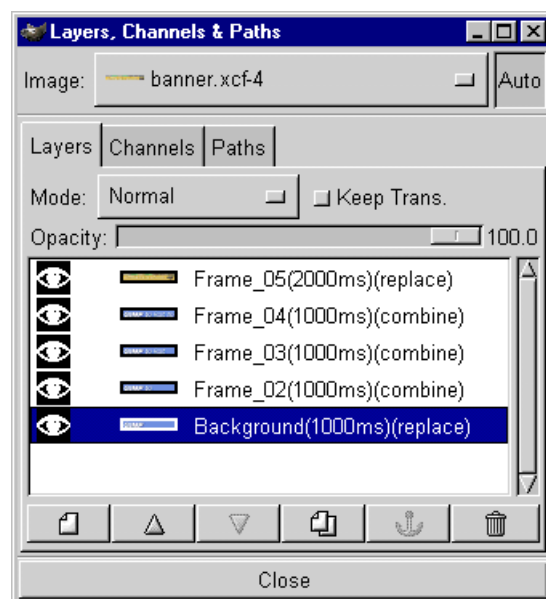 Layers, Channels & Paths
Image: banner.xcf-4 Auto
Layers Channels Paths
Mode: Normal Keep Trans.
Opacity: 100.0
Frame_05(2000ms)(replace)
Frame_04(1000ms)(combine)
Frame_03(1000ms)(combine)
Frame_02(1000ms)(combine)
Background(1000ms)(replace)
Close